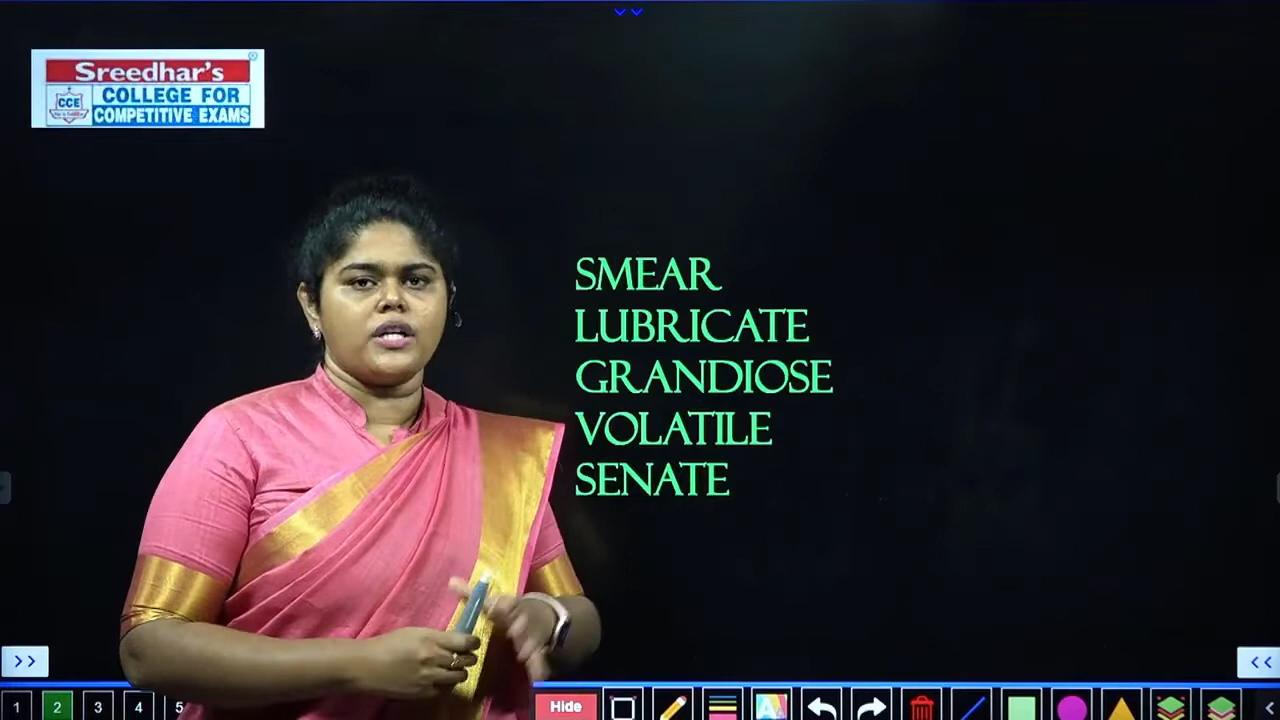 Sreedhar's
CCE
COLLEGE FOR
COMPETITIVE EXAMS
SMEAR
LUBRICATE
GRANDIOSE
VOLATILE
SENATE
>>
<<
1 2 3 4 5
Hide